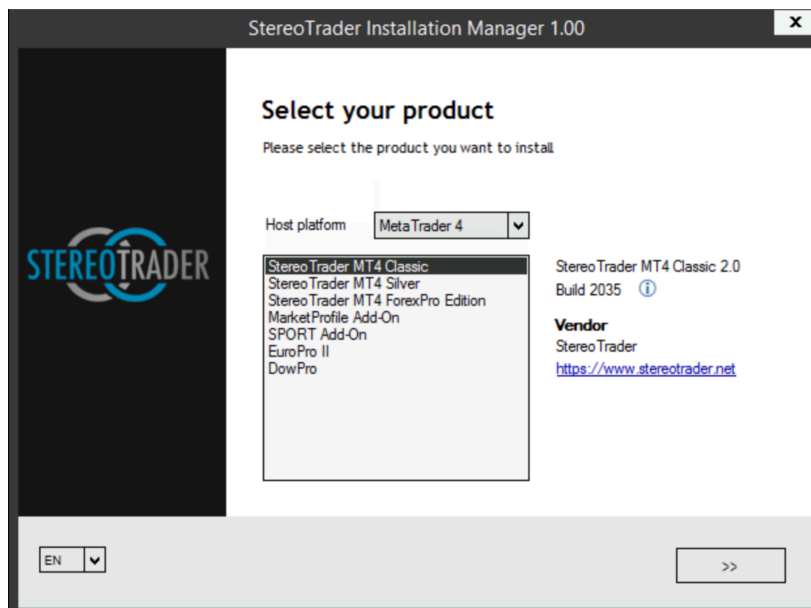 StereoTrader Installation Manager 1.00
x
Select your product
Please select the product you want to install
STEREOTRADER
Host platform
MetaTrader 4
StereoTrader MT4 Classic
StereoTrader MT4 Silver
StereoTrader MT4 ForexPro Edition
MarketProfile Add-On
SPORT Add-On
EuroPro II
DowPro
StereoTrader MT4 Classic 2.0
Build 2035
Vendor
StereoTrader
https://www.stereotrader.net
EN
>>